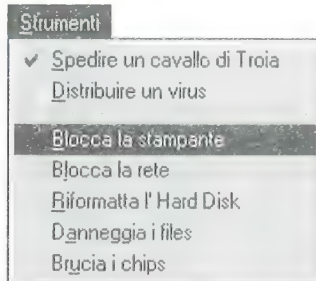 Strumenti
Spedire un cavallo di Troia
Distribuire un virus
Blocca la stampante
Blocca la rete
Riformatta l' Hard Disk
Danneggia i files
Brucia i chips